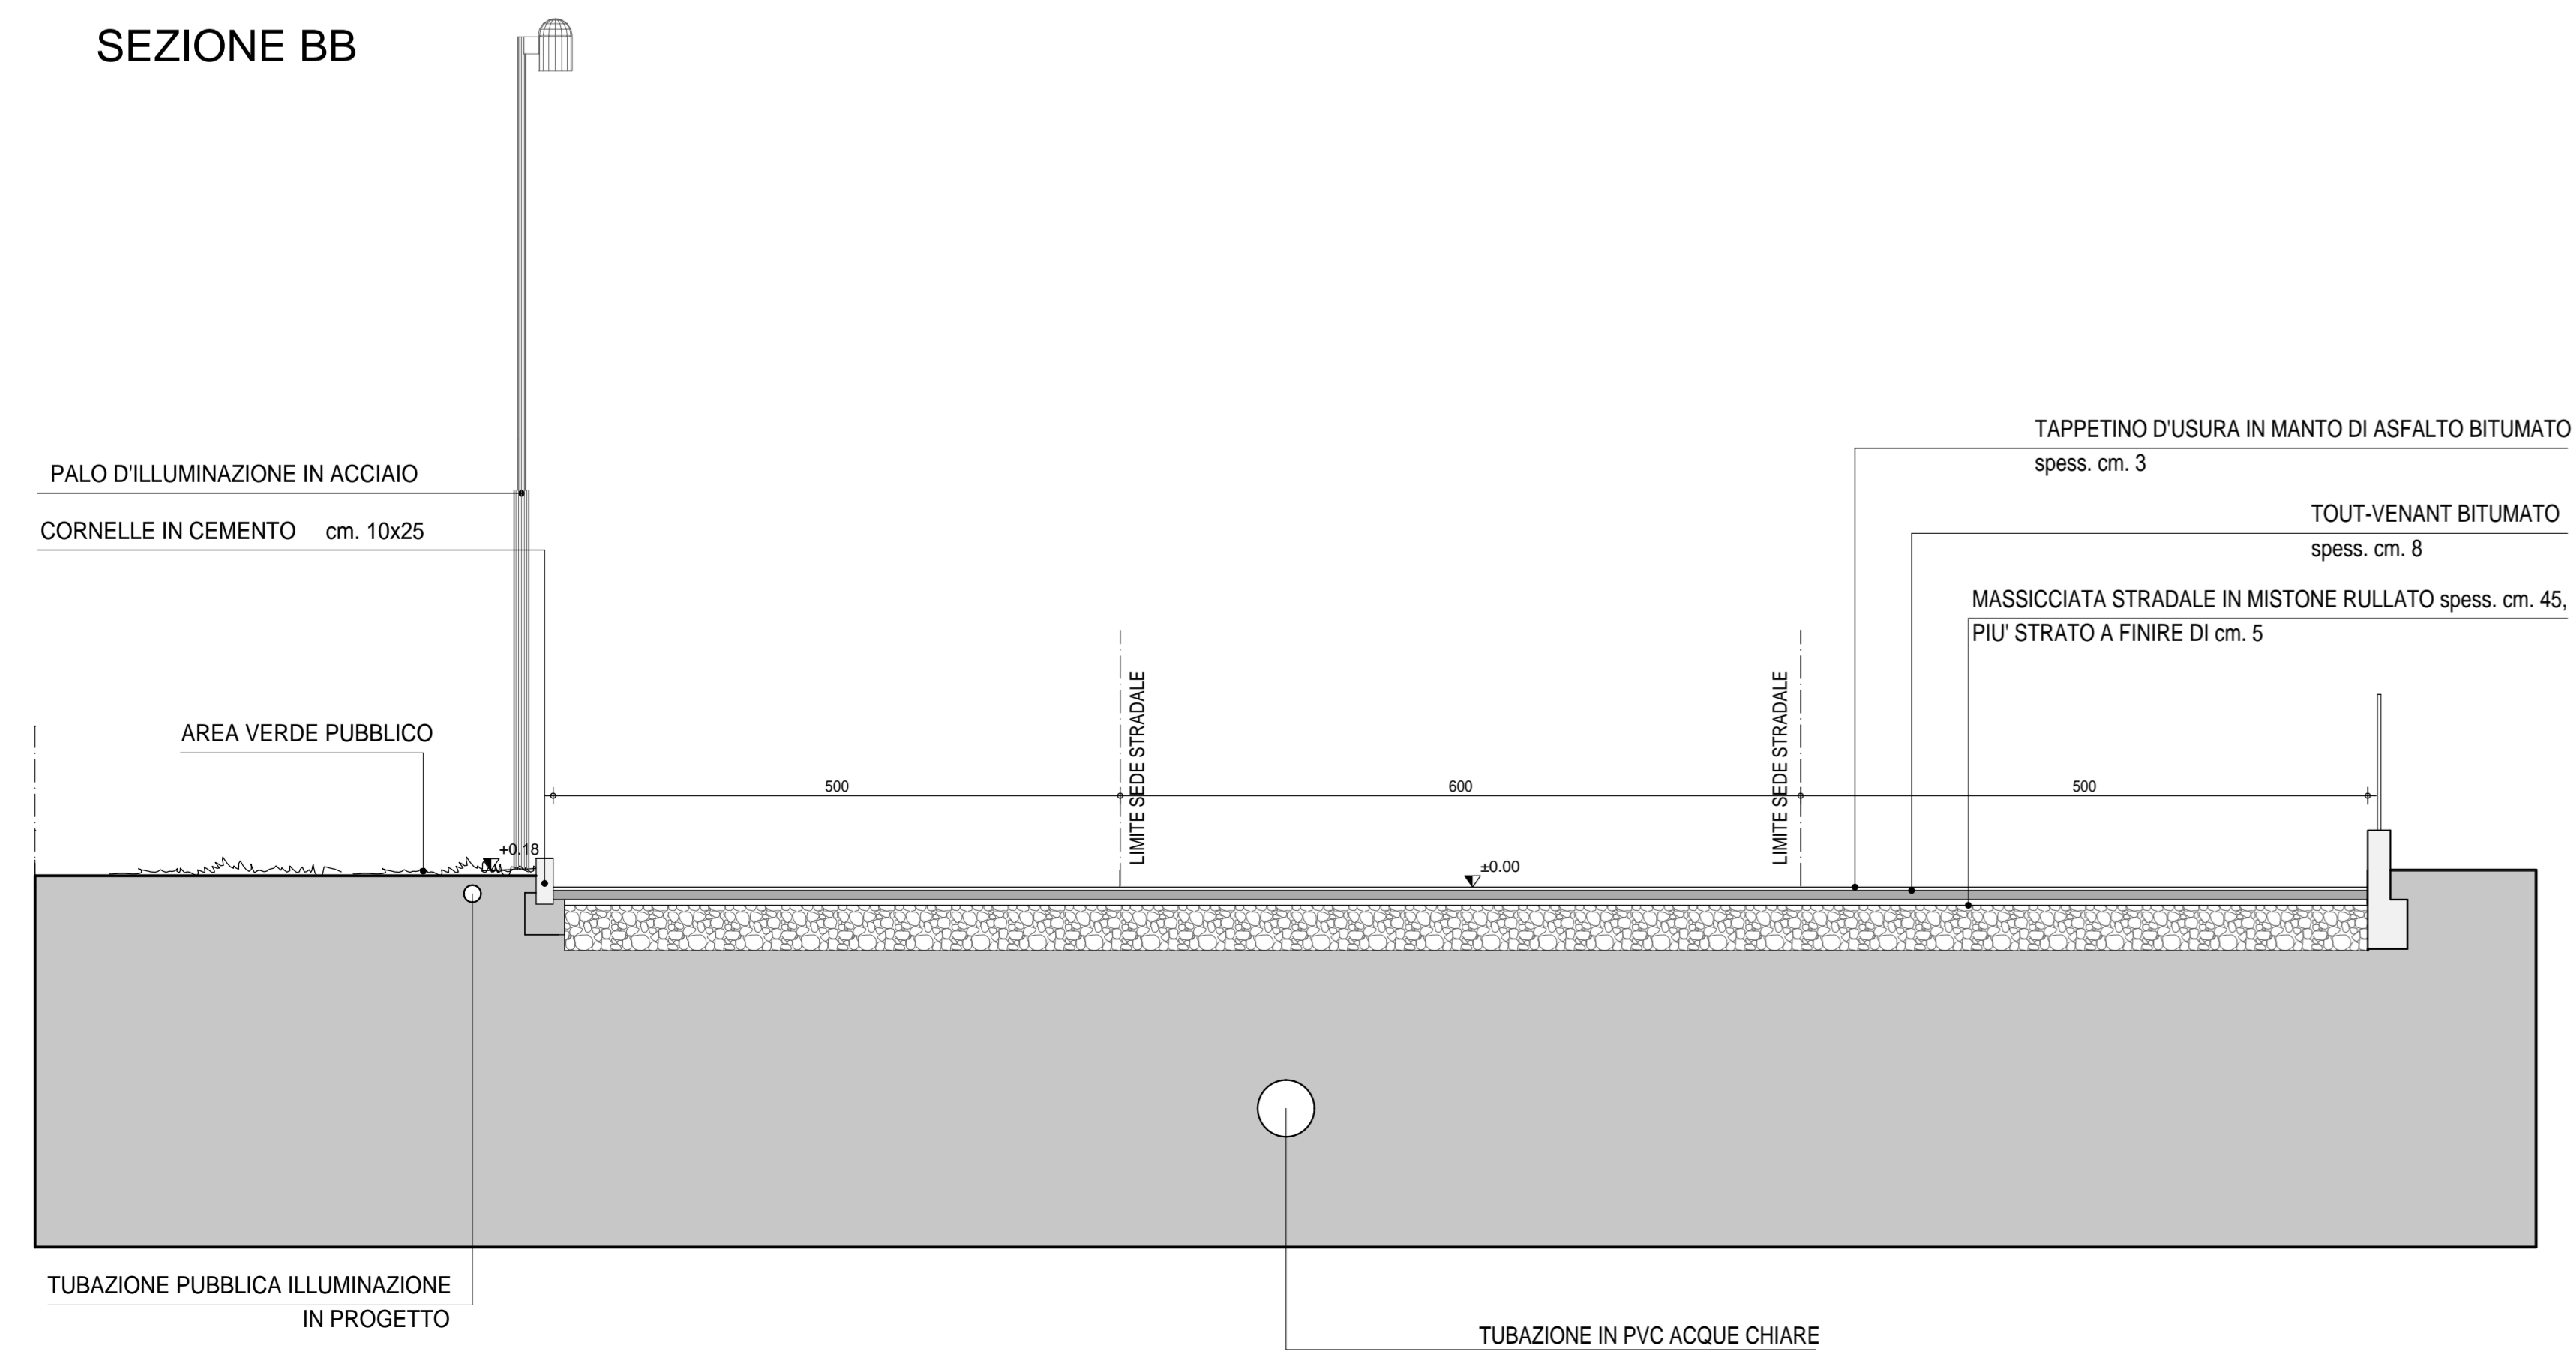 SEZIONE BB
TAPPETINO D'USURA IN MANTO DI ASFALTO BITUMATO
spess. cm. 3
PALO D'ILLUMINAZIONE IN ACCIAIO
CORNELLE IN CEMENTO cm. 10x25
TOUT-VENANT BITUMATO
spess. cm. 8
MASSICCIATA STRADALE IN MISTONE RULLATO spess. cm. 45,
PIU' STRATO A FINIRE DI cm. 5
AREA VERDE PUBBLICO
LIMITE SEDE STRADALE
LIMITE SEDE STRADALE
500
600
500
+0.18
±0.00
TUBAZIONE PUBBLICA ILLUMINAZIONE
IN PROGETTO
TUBAZIONE IN PVC ACQUE CHIARE